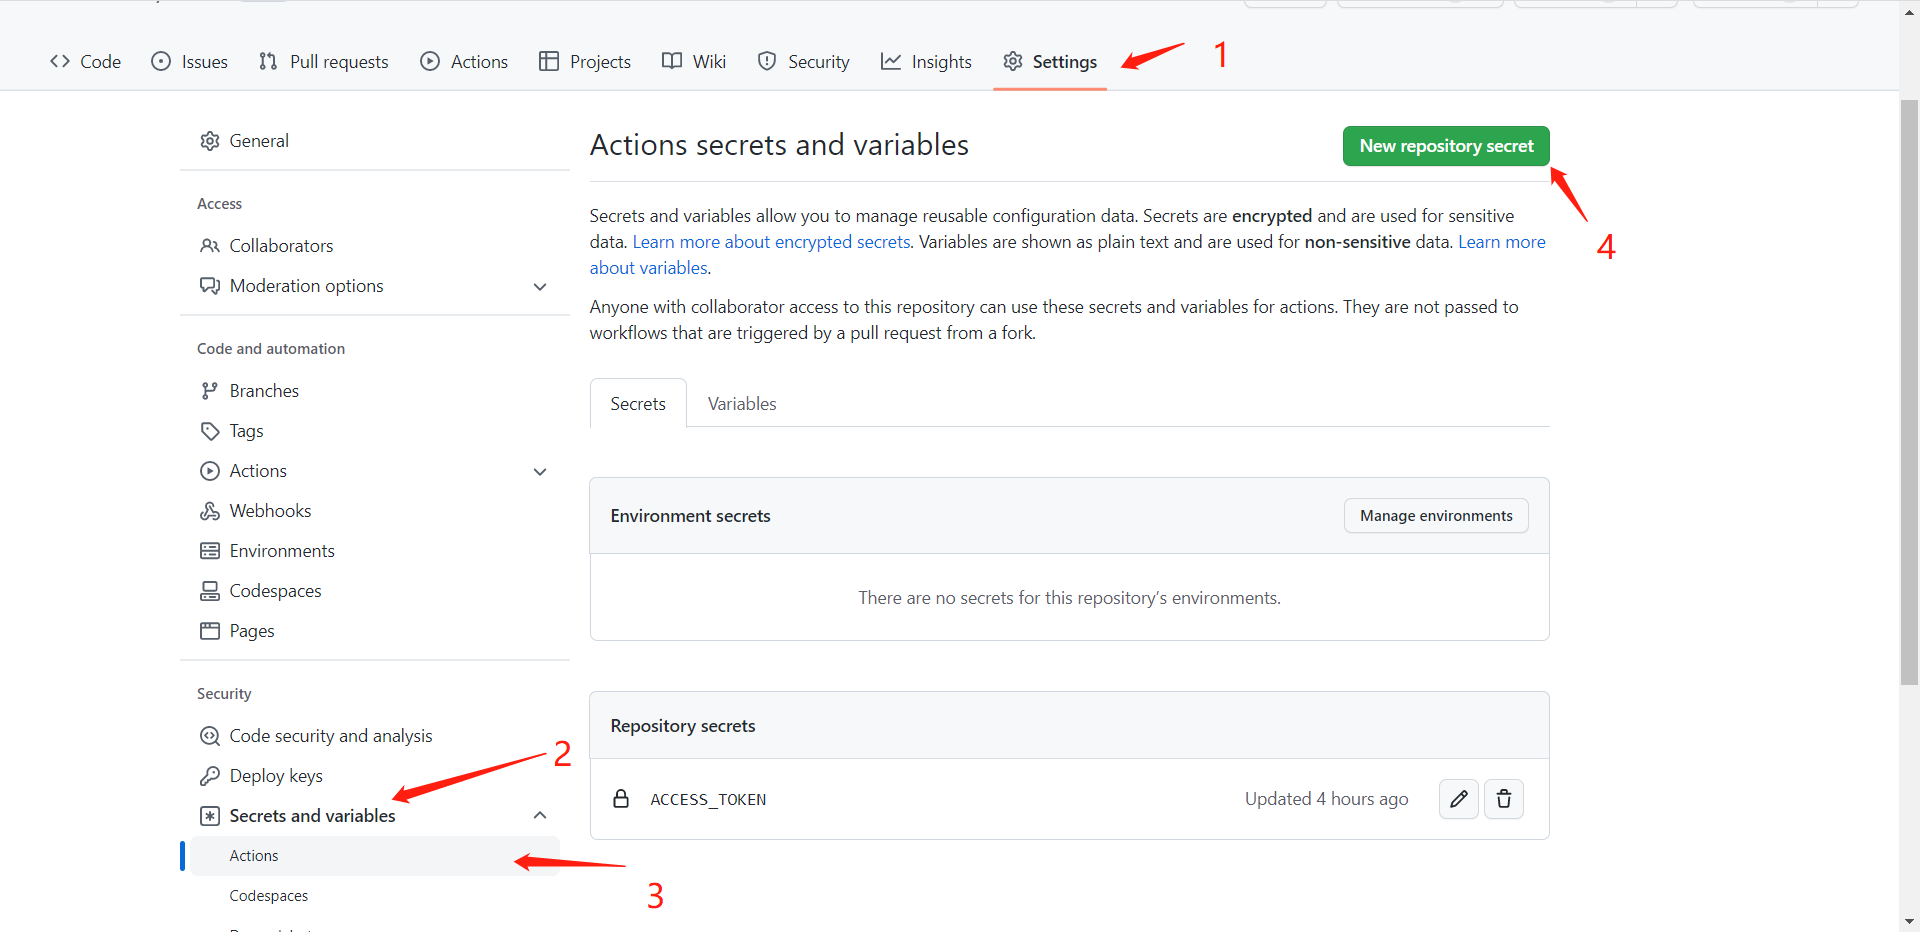 Code Issues Pull requests Actions Projects Wiki Security Insights Settings 1
General
Access
Collaborators
Moderation options
Code and automation
Branches
Tags
Actions
Webhooks
Environments
Codespaces
Pages
Security
Code security and analysis
Deploy keys
2
Secrets and variables
Actions
3
Codespaces
Actions secrets and variables
New repository secret
4
Secrets and variables allow you to manage reusable configuration data. Secrets are encrypted and are used for sensitive
data. Learn more about encrypted secrets. Variables are shown as plain text and are used for non-sensitive data. Learn more
about variables.
Anyone with collaborator access to this repository can use these secrets and variables for actions. They are not passed to
workflows that are triggered by a pull request from a fork.
Secrets Variables
Environment secrets Manage environments
There are no secrets for this repository's environments.
Repository secrets
ACCESS_TOKEN Updated 4 hours ago